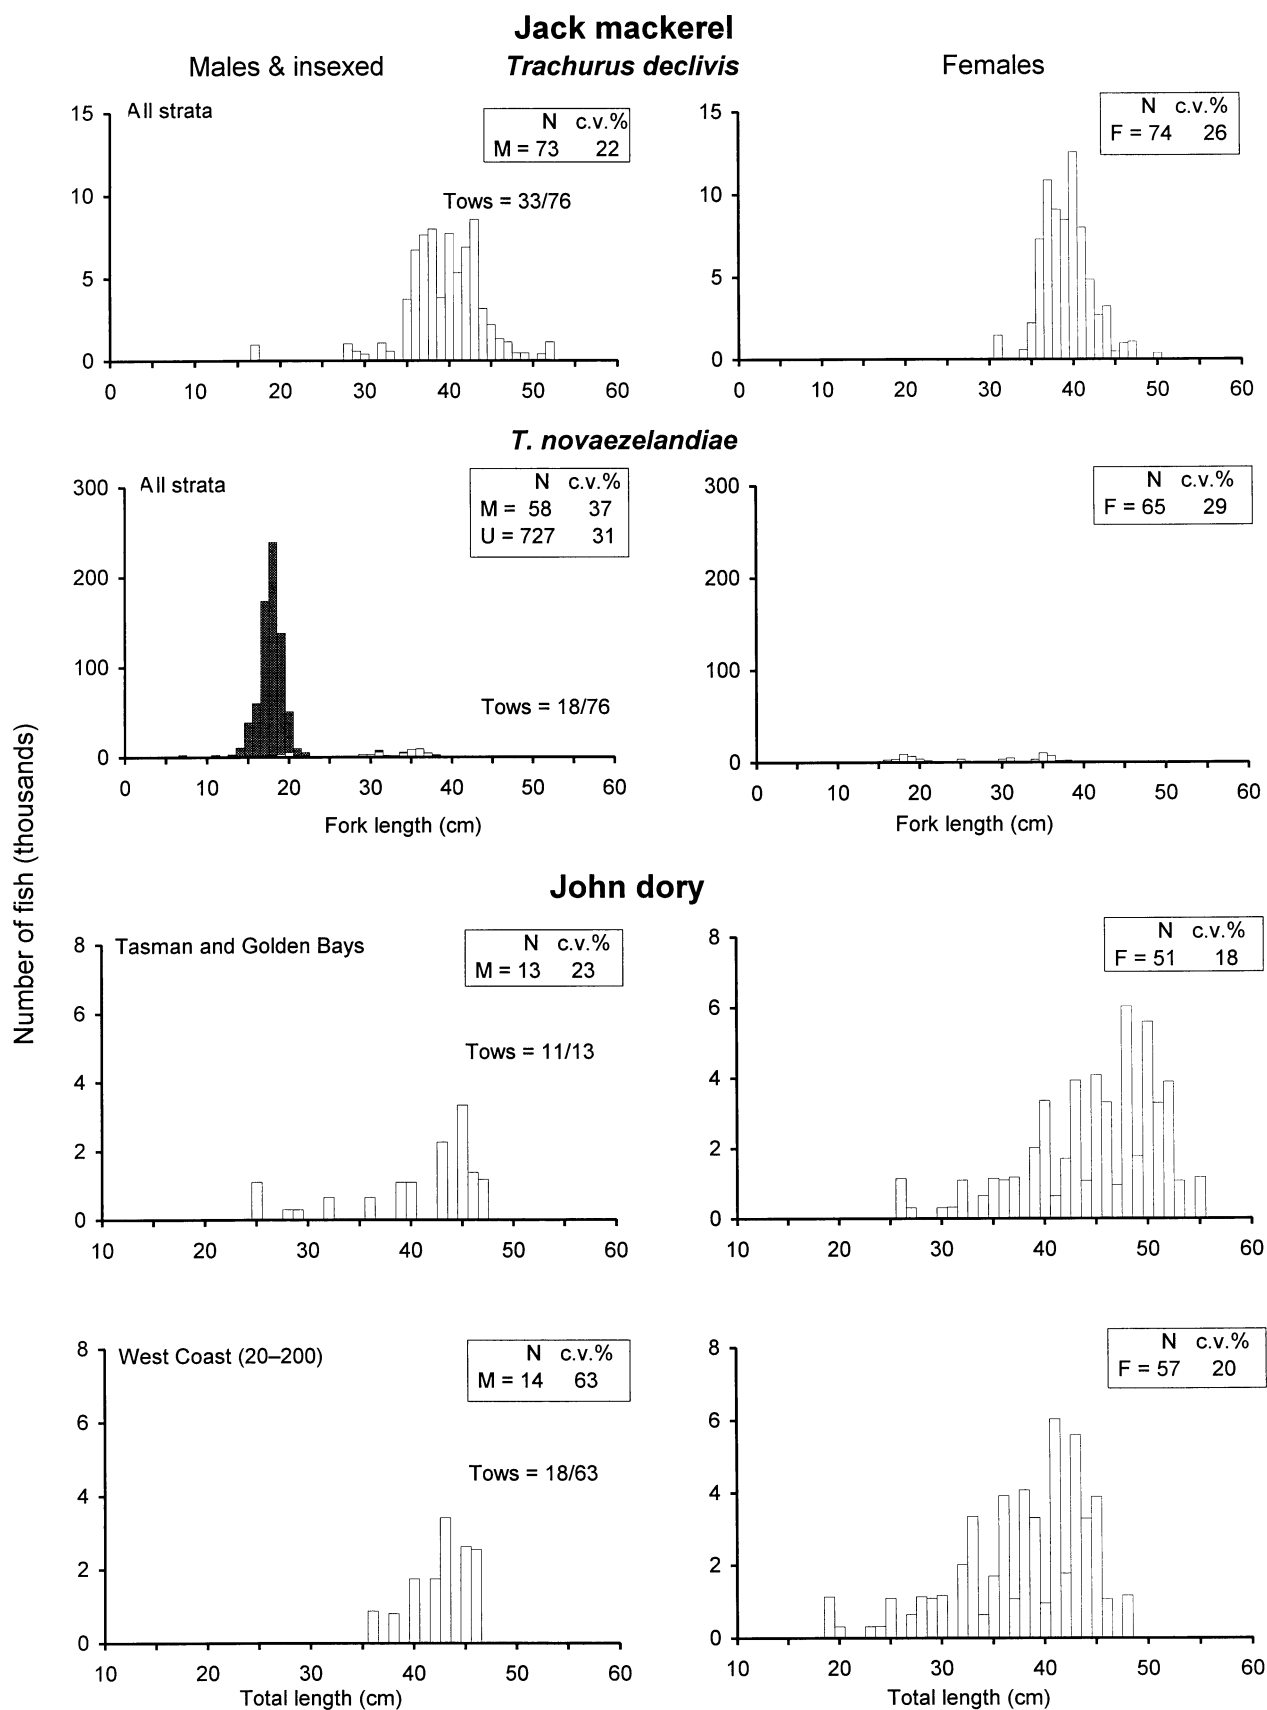 Jack mackerel
Males & insexed
Trachurus declivis
Females
All strata
N c.v.%
M = 73 22
Tows = 33/76
15
10
5
0
0 10 20 30 40 50 60
N c.v.%
F = 74 26
15
10
5
0
0 10 20 30 40 50 60
T. novaezelandiae
All strata
N c.v.%
M = 58 37
U = 727 31
Tows = 18/76
300
200
100
0
0 10 20 30 40 50 60
Fork length (cm)
N c.v.%
F = 65 29
300
200
100
0
0 10 20 30 40 50 60
Fork length (cm)
Number of fish (thousands)
John dory
Tasman and Golden Bays
N c.v.%
M = 13 23
Tows = 11/13
8
6
4
2
0
10 20 30 40 50 60
N c.v.%
F = 51 18
8
6
4
2
0
10 20 30 40 50 60
West Coast (20–200)
N c.v.%
M = 14 63
Tows = 18/63
8
6
4
2
0
10 20 30 40 50 60
Total length (cm)
N c.v.%
F = 57 20
8
6
4
2
0
10 20 30 40 50 60
Total length (cm)